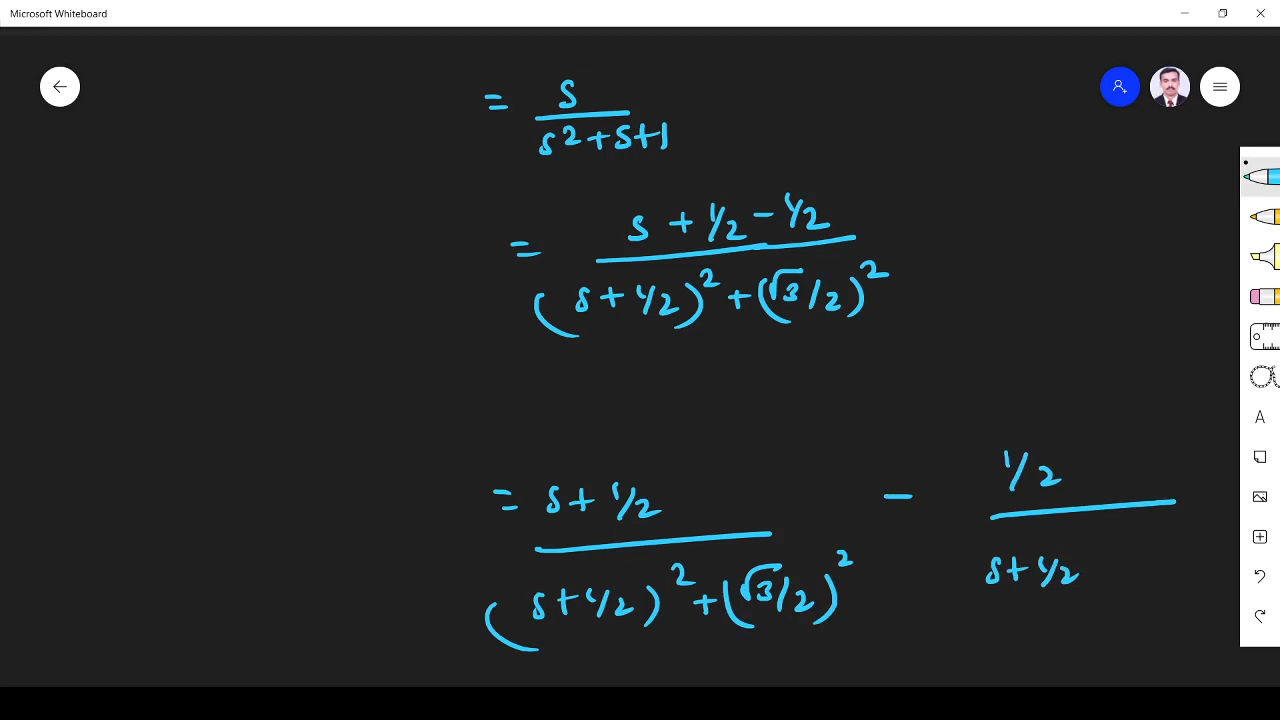 Microsoft Whiteboard
= s
s2+s+1
= s + 1/2 - 1/2
(s + 1/2)2 + (√3/2)2
= s + 1/2 - 1/2
(s+1/2)2 + (√3/2)2 s+1/2
A